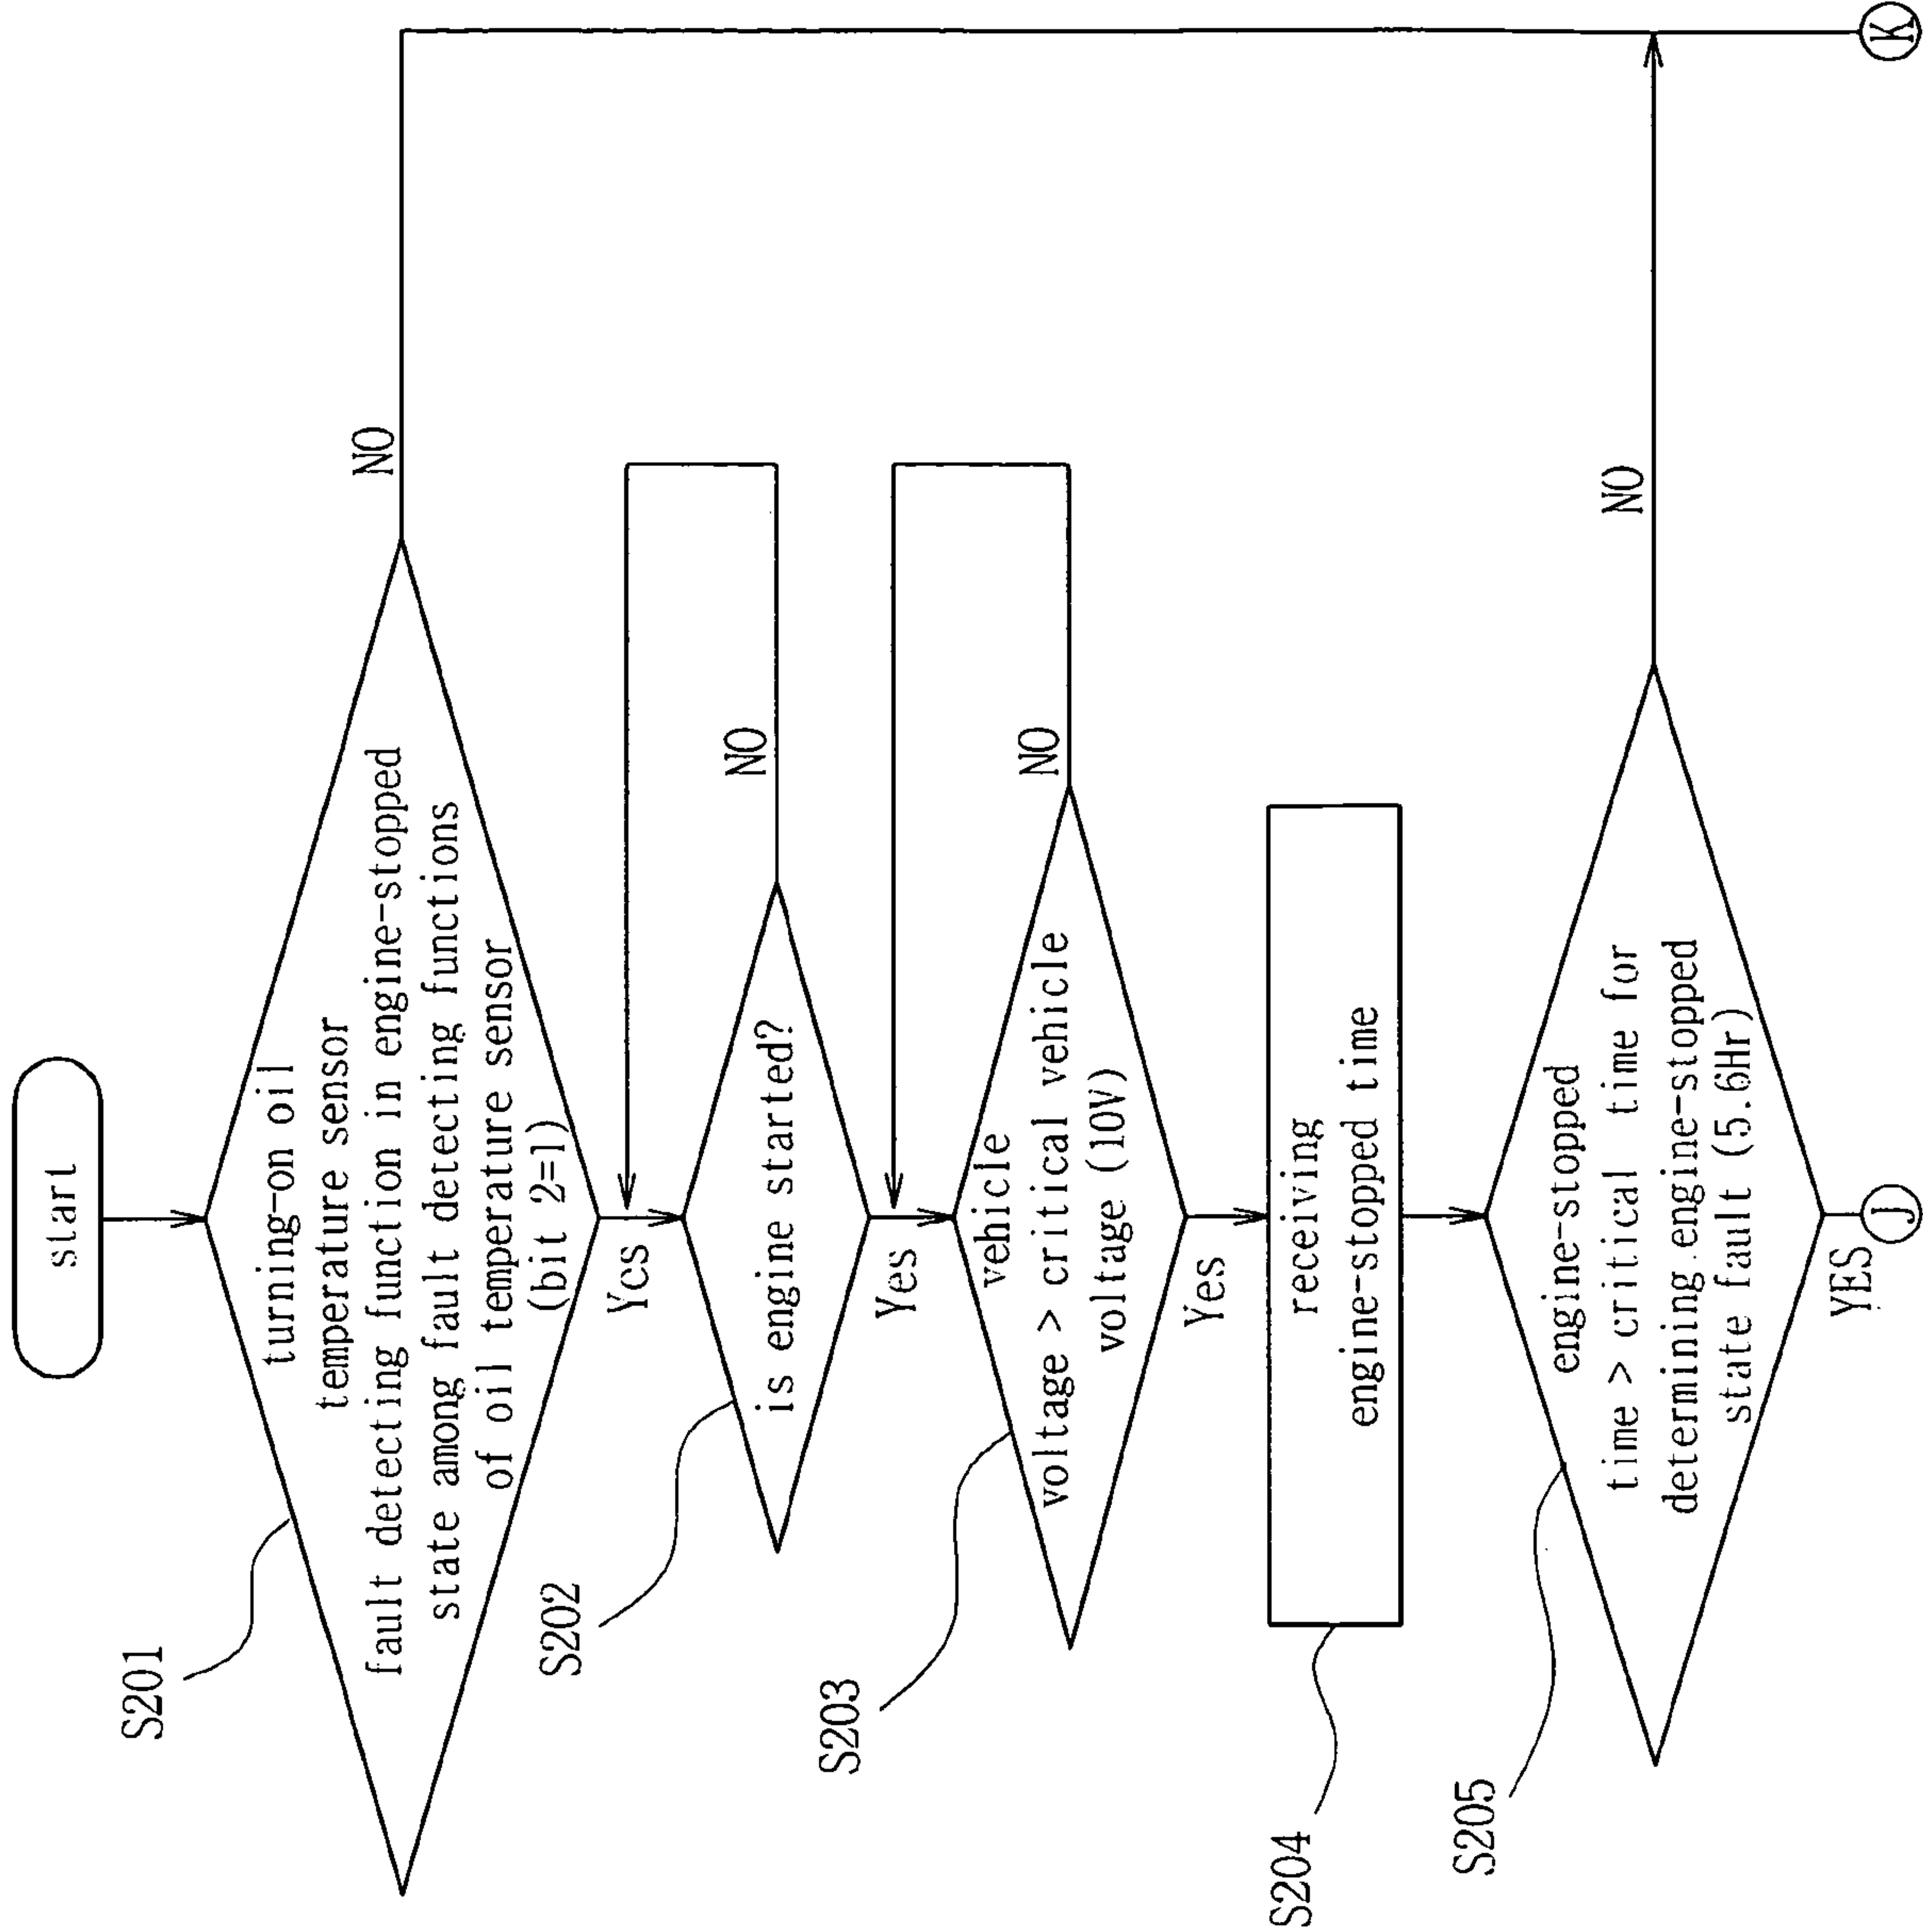 start
S201
turning-on oil
temperature sensor
fault detecting function in engine-stopped
state among fault detecting functions
of oil temperature sensor
(bit 2=1)
NO
Yes
S202
is engine started?
NO
Yes
S203
vehicle
voltage > critical vehicle
voltage (10V)
NO
Yes
S204
receiving
engine-stopped time
S205
engine-stopped
time > critical time for
determining engine-stopped
state fault (5.6Hr)
NO
YES
J
K